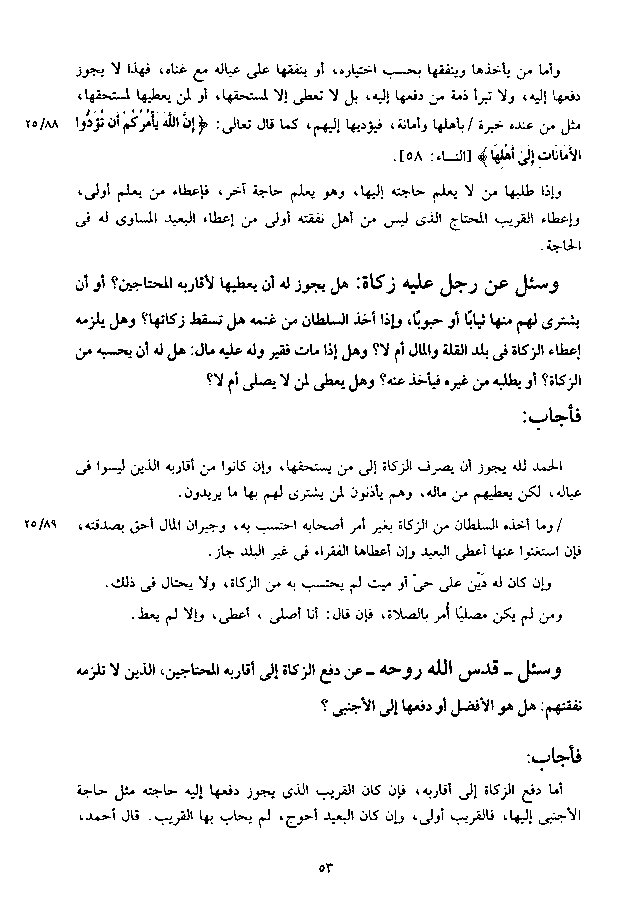 وأما من يأخذها وينفقها بحسب اختياره، أو ينفقها على عياله مع غناه، فهذا لا يجوز
دفعها إليه، ولا تبرأ ذمة من دفعها إليه، بل لا تعطى إلا لمستحقها، أو لمن يعطيها لمستحقها،
مثل من عنده خبرة / بأهلها وأمانة، فيؤديها إليهم، كما قال تعالى: ﴿ إِنَّ اللَّهَ يَأْمُرُكُمْ أَن تُؤَدُّوا ٢٥/٨٨
الأَمَانَاتِ إِلَىٰ أَهْلِهَا ﴾ [النساء: ٥٨].
وإذا طلبها من لا يعلم حاجته إليها، وهو يعلم حاجة آخر، فإعطاء من يعلم أولى،
وإعطاء القريب المحتاج الذى ليس من أهل نفقته أولى من إعطاء البعيد المساوى له فى
الحاجة.
وسئل عن رجل عليه زكاة: هل يجوز له أن يعطيها لأقاربه المحتاجين؟ أو أن
يشترى لهم منها ثيابًا أو حبوبًا، وإذا أخذ السلطان من غنمه هل تسقط زكاتها؟ وهل يلزمه
إعطاء الزكاة فى بلد القلة والمال أم لا؟ وهل إذا مات فقير وله عليه مال: هل له أن يحسبه من
الزكاة؟ أو يطلبه من غيره فيأخذ عنه؟ وهل يعطى لمن لا يصلى أم لا؟
فأجاب:
الحمد لله يجوز أن يصرف الزكاة إلى من يستحقها، وإن كانوا من أقاربه الذين ليسوا فى
عياله، لكن يعطيهم من ماله، وهم يأذنون لمن يشترى لهم بها ما يريدون.
/ وما أخذه السلطان من الزكاة بغير أمر أصحابه احتسب به، وجيران المال أحق بصدقته، ٢٥/٨٩
فإن استغنوا عنها أعطى البعيد وإن أعطاها الفقراء فى غير البلد جاز.
وإن كان له دَيّن على حىّ أو ميت لم يحتسب به من الزكاة، ولا يحتال فى ذلك.
ومن لم يكن مصليًا أُمر بالصلاة، فإن قال: أنا أصلى ، أعطى، وإلا لم يعط.
وسئل ـ قدس الله روحه ـ عن دفع الزكاة إلى أقاربه المحتاجين، الذين لا تلزمه
نفقتهم: هل هو الأفضل أو دفعها إلى الأجنبى ؟
فأجاب:
أما دفع الزكاة إلى أقاربه، فإن كان القريب الذى يجوز دفعها إليه حاجته مثل حاجة
الأجنبى إليها، فالقريب أولى، وإن كان البعيد أحوج، لم يحاب بها القريب. قال أحمد،
٥٣